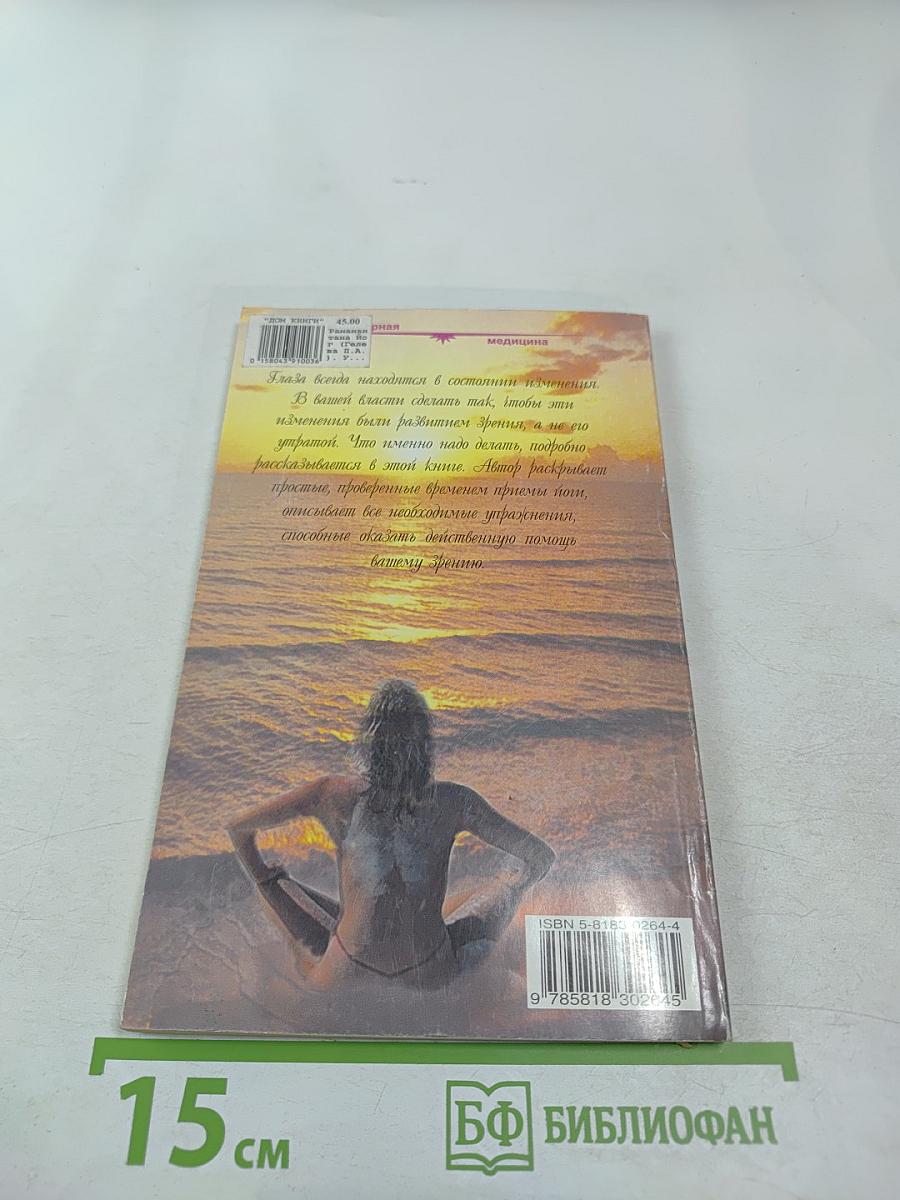 "ДОМ КНИГИ" 45.00
Раманан
тана Йо
г (Геле
ва П.А.
). У...
0 158043 910036
рная
медицина
Глаза всегда находятся в состоянии изменения.
В вашей власти сделать так, чтобы эти
изменения были развитием зрения, а не его
утратой. Что именно надо делать, подробно
рассказывается в этой книге. Автор раскрывает
простые, проверенные временем приемы йоги,
описывает все необходимые упражнения,
способные оказать действенную помощь
вашему зрению.
ISBN 5-8183-0264-4
9 785818 302645
15 см
БФ БИБЛИОФАН